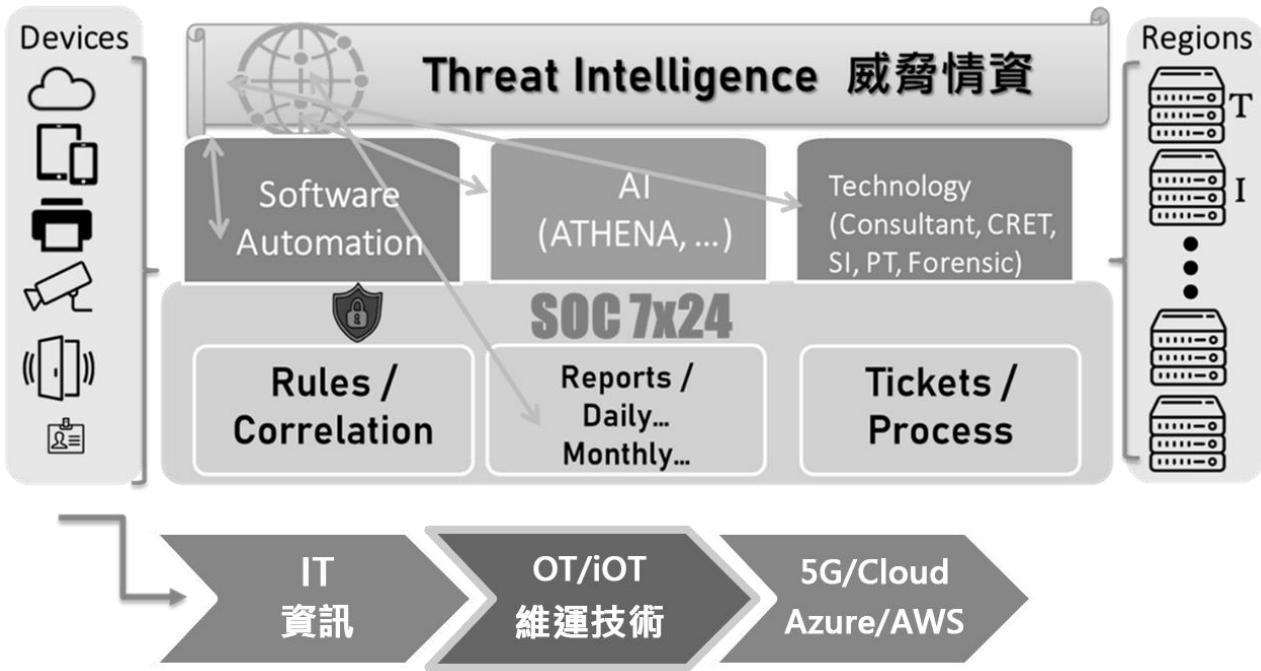 Devices
Threat Intelligence 威脅情資
Regions
T
I
Software
Automation
AI
(ATHENA, ...)
Technology
(Consultant, CRET,
SI, PT, Forensic)
SOC 7x24
Rules /
Correlation
Reports /
Daily...
Monthly...
Tickets /
Process
IT
資訊
OT/iOT
維運技術
5G/Cloud
Azure/AWS